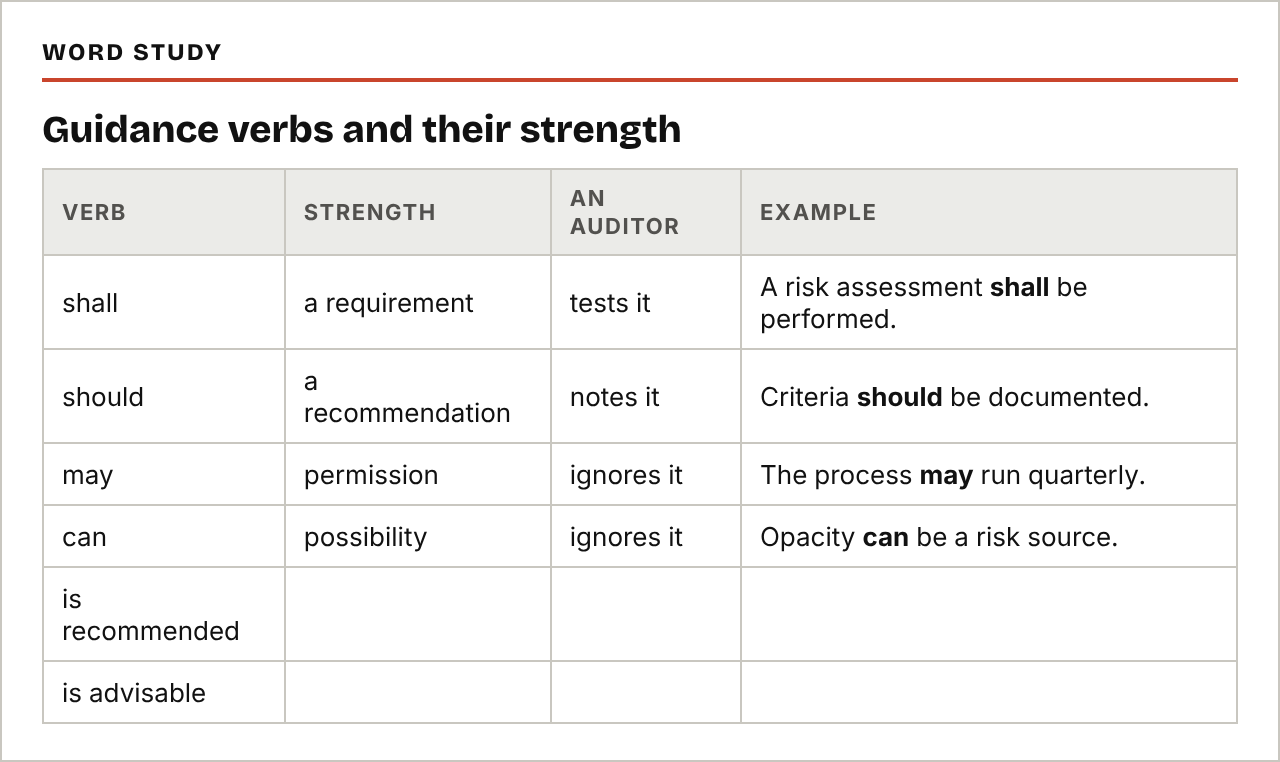 WORD STUDY
Guidance verbs and their strength
VERB
STRENGTH
AN
AUDITOR
EXAMPLE
shall
a requirement
tests it
A risk assessment shall be
performed.
should
a
recommendation
notes it
Criteria should be documented.
may
permission
ignores it
The process may run quarterly.
can
possibility
ignores it
Opacity can be a risk source.
is
recommended
is advisable